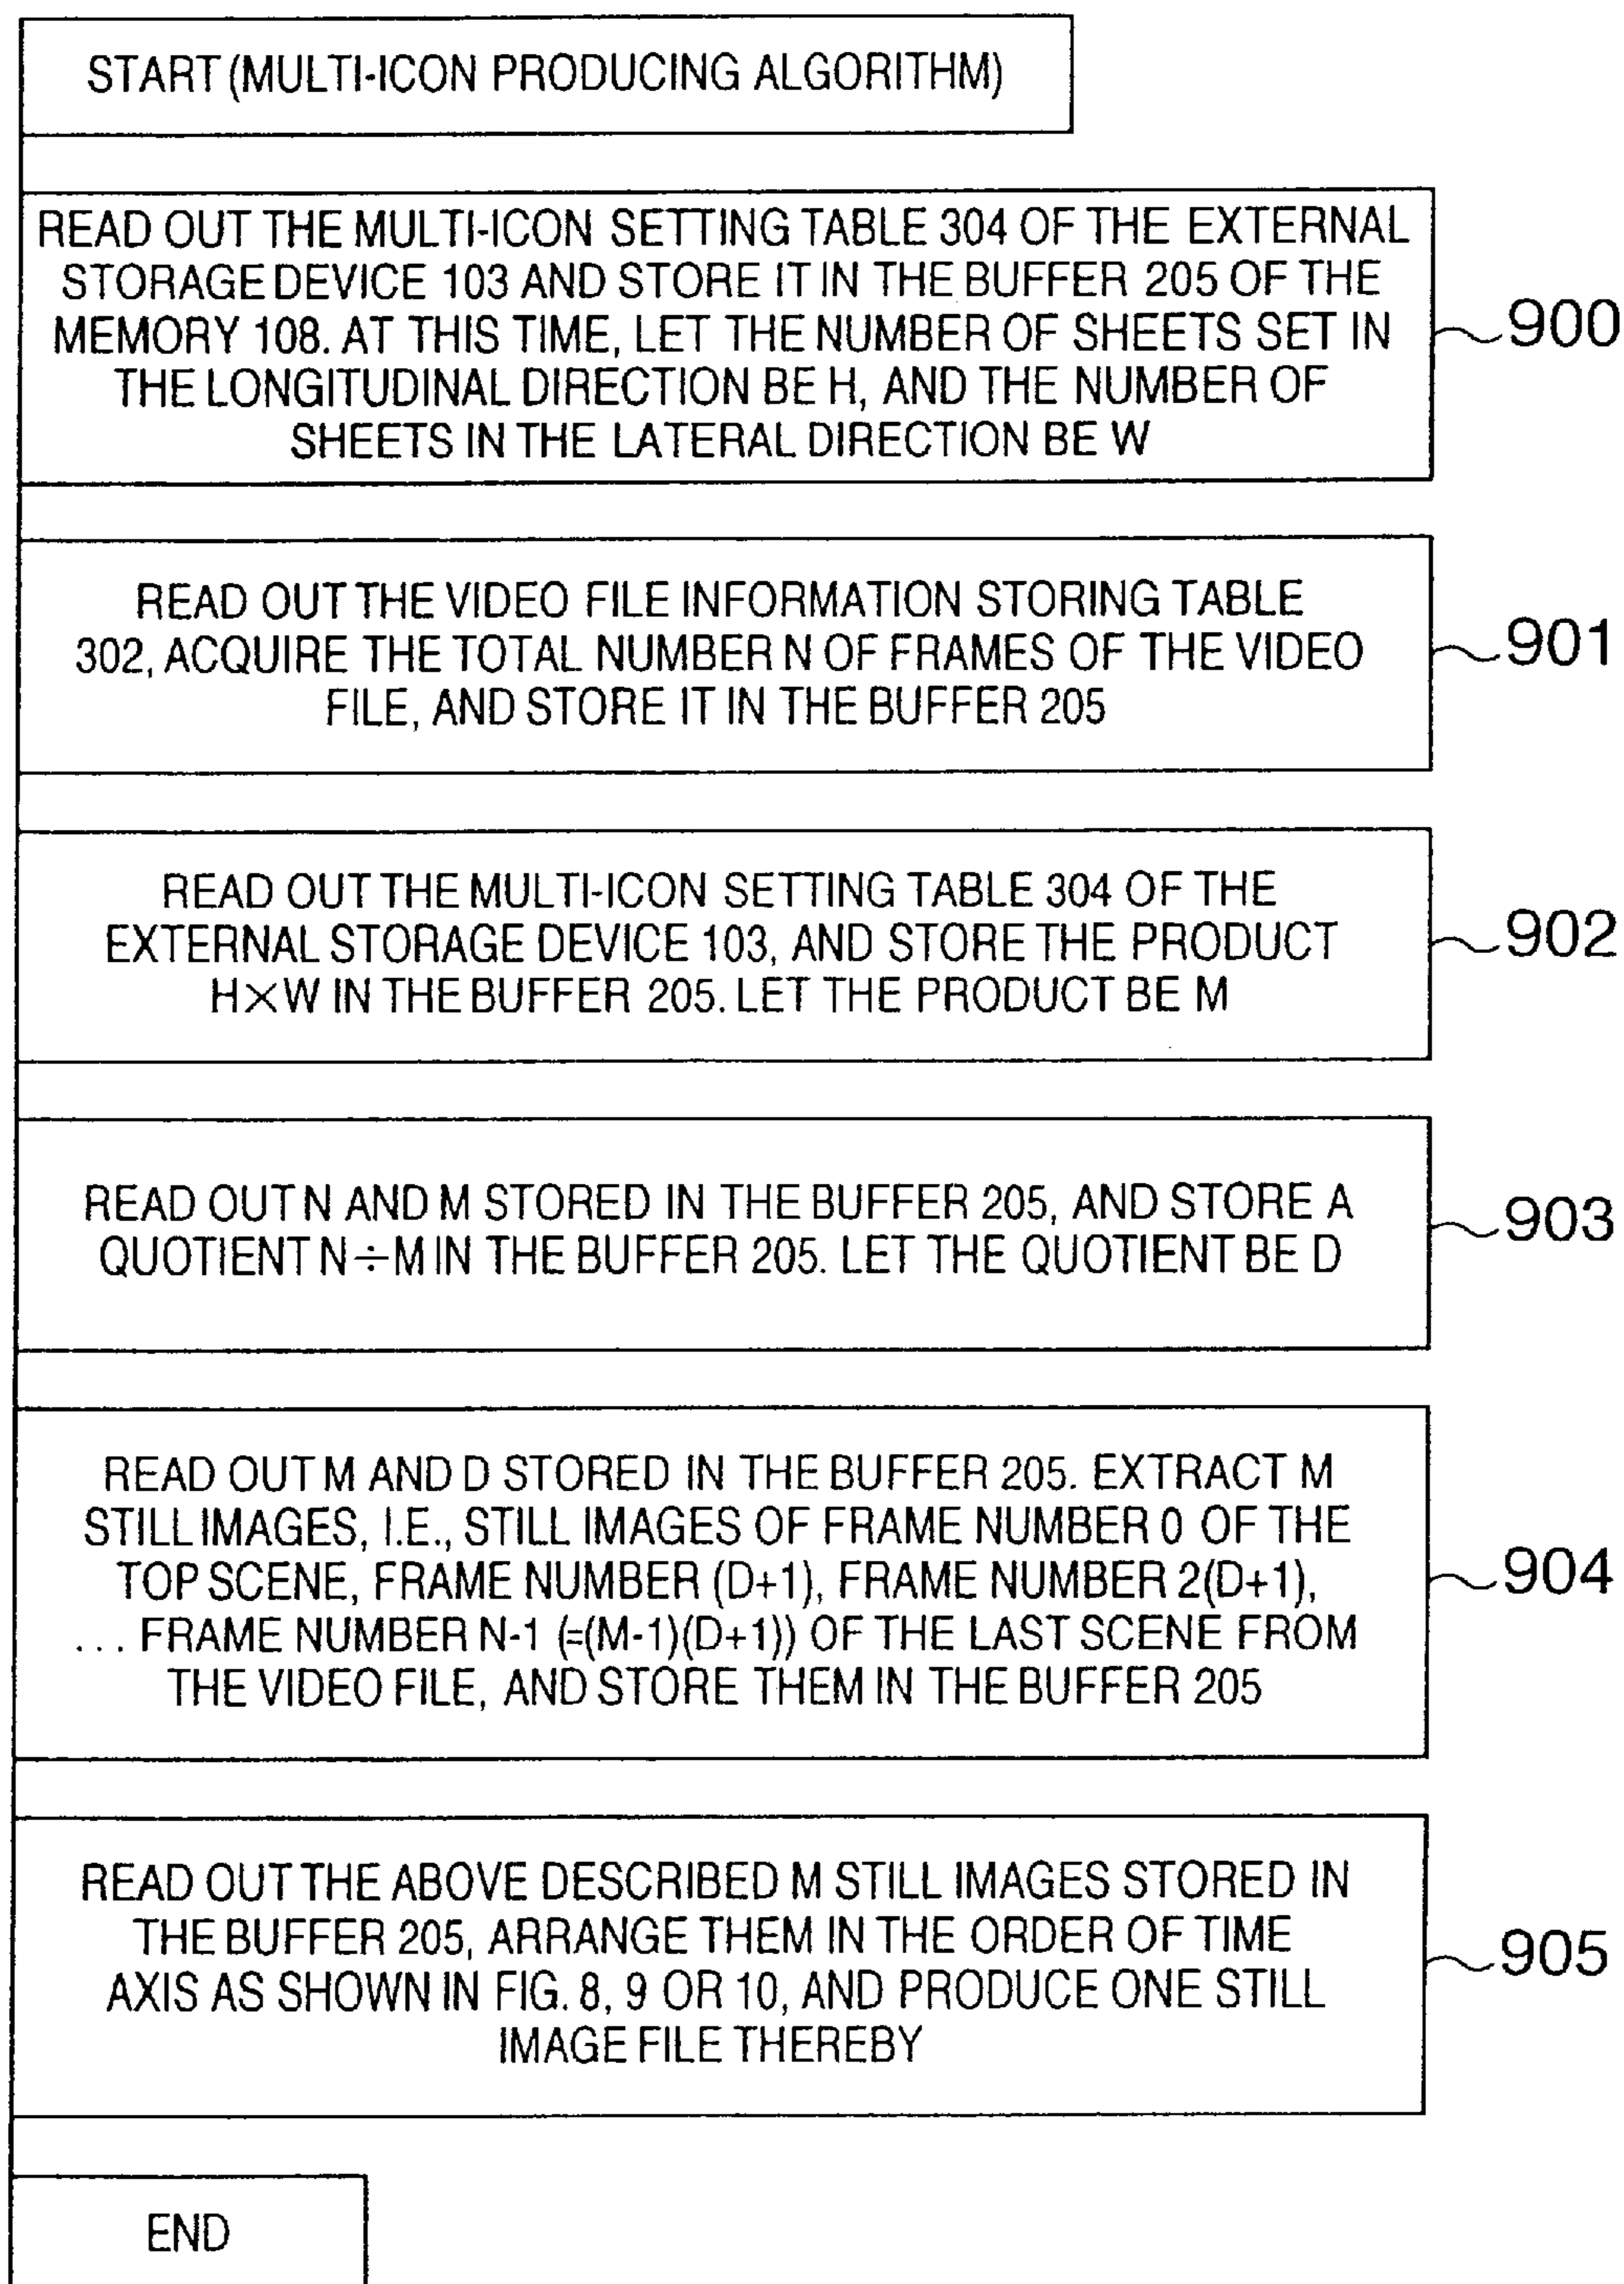 START (MULTI-ICON PRODUCING ALGORITHM)
READ OUT THE MULTI-ICON SETTING TABLE 304 OF THE EXTERNAL
STORAGE DEVICE 103 AND STORE IT IN THE BUFFER 205 OF THE
MEMORY 108. AT THIS TIME, LET THE NUMBER OF SHEETS SET IN
THE LONGITUDINAL DIRECTION BE H, AND THE NUMBER OF
SHEETS IN THE LATERAL DIRECTION BE W
900
READ OUT THE VIDEO FILE INFORMATION STORING TABLE
302, ACQUIRE THE TOTAL NUMBER N OF FRAMES OF THE VIDEO
FILE, AND STORE IT IN THE BUFFER 205
901
READ OUT THE MULTI-ICON SETTING TABLE 304 OF THE
EXTERNAL STORAGE DEVICE 103, AND STORE THE PRODUCT
H×W IN THE BUFFER 205. LET THE PRODUCT BE M
902
READ OUT N AND M STORED IN THE BUFFER 205, AND STORE A
QUOTIENT N÷M IN THE BUFFER 205. LET THE QUOTIENT BE D
903
READ OUT M AND D STORED IN THE BUFFER 205. EXTRACT M
STILL IMAGES, I.E., STILL IMAGES OF FRAME NUMBER 0 OF THE
TOP SCENE, FRAME NUMBER (D+1), FRAME NUMBER 2(D+1),
... FRAME NUMBER N-1 (=(M-1)(D+1)) OF THE LAST SCENE FROM
THE VIDEO FILE, AND STORE THEM IN THE BUFFER 205
904
READ OUT THE ABOVE DESCRIBED M STILL IMAGES STORED IN
THE BUFFER 205, ARRANGE THEM IN THE ORDER OF TIME
AXIS AS SHOWN IN FIG. 8, 9 OR 10, AND PRODUCE ONE STILL
IMAGE FILE THEREBY
905
END